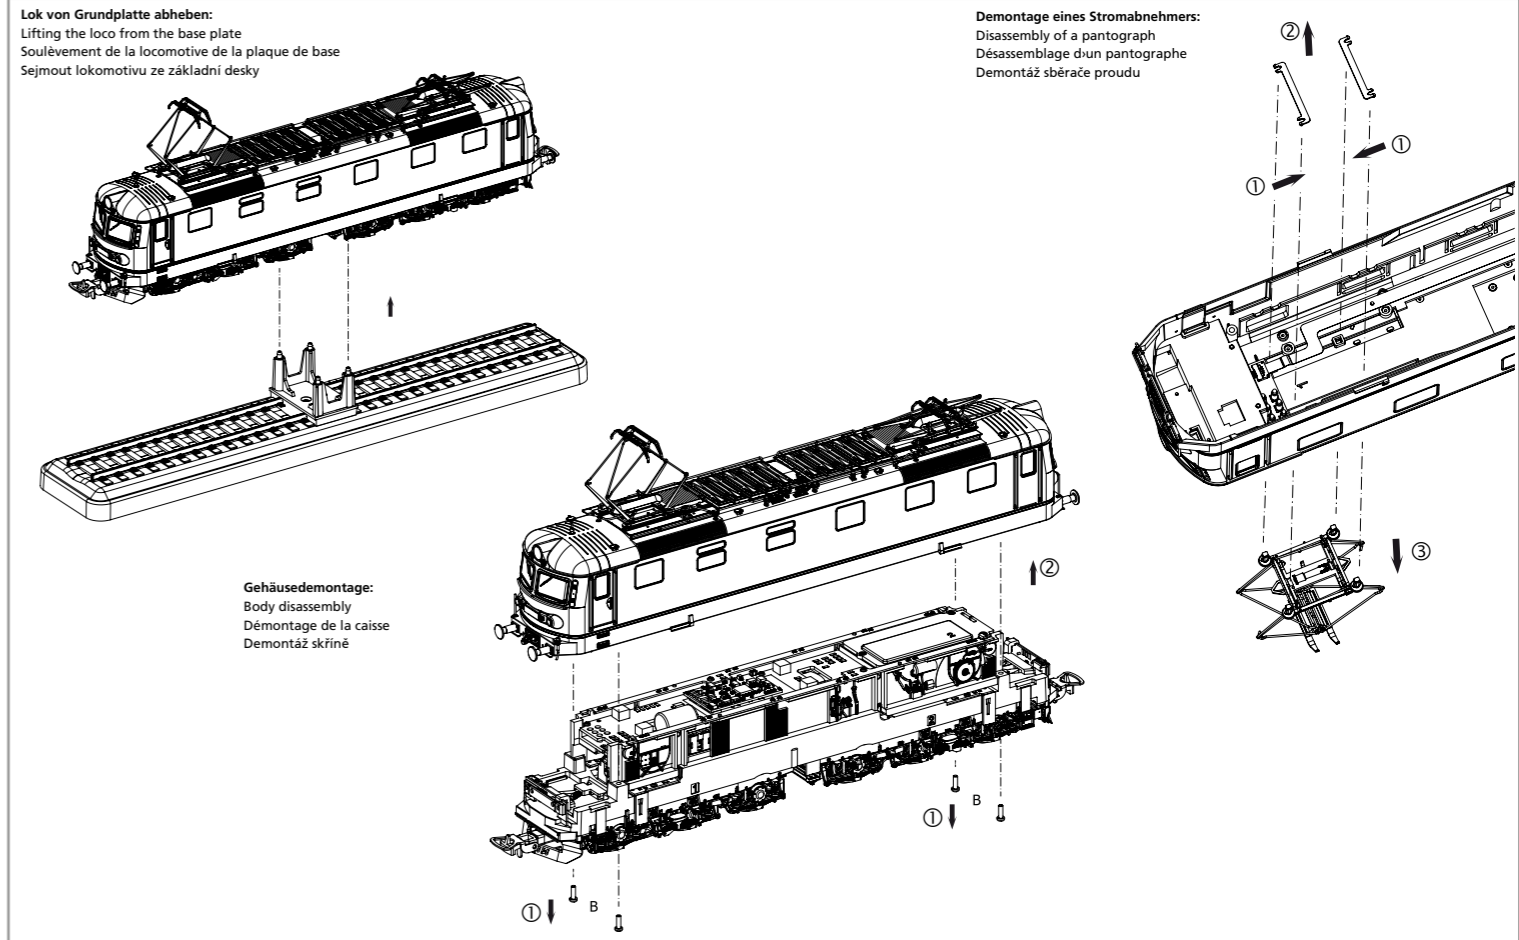 Lok von Grundplatte abheben:
Lifting the loco from the base plate
Soulèvement de la locomotive de la plaque de base
Sejmout lokomotivu ze základní desky
Demontage eines Stromabnehmers:
Disassembly of a pantograph
Désassemblage d›un pantographe
Demontáž sběrače proudu
②
①
①
③
Gehäusedemontage:
Body disassembly
Démontage de la caisse
Demontáž skříně
②
2
1
① B
① B